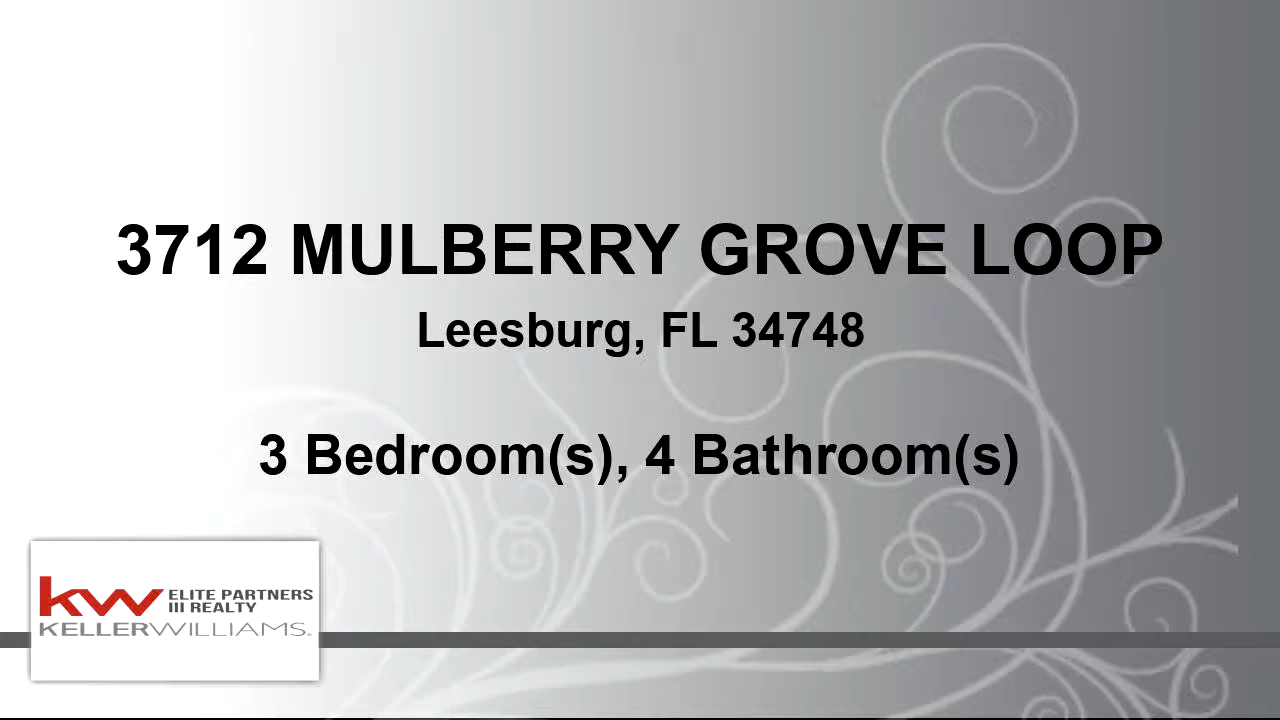 3712 MULBERRY GROVE LOOP
Leesburg, FL 34748
3 Bedroom(s), 4 Bathroom(s)
kw ELITE PARTNERS
III REALTY
KELLERWILLIAMS.